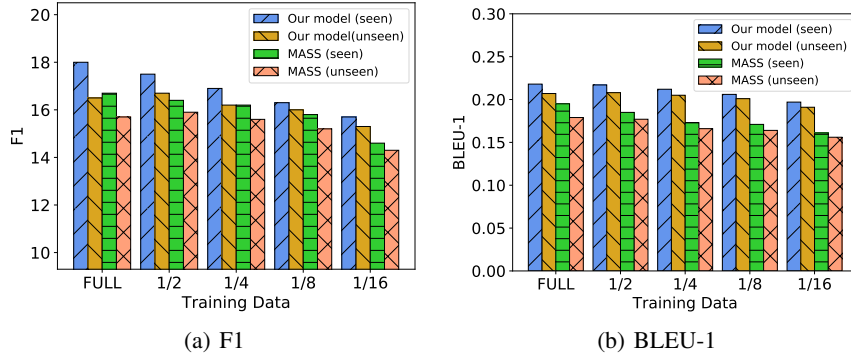 20
18
16
14
12
10
F1
Our model (seen)
Our model(unseen)
MASS (seen)
MASS (unseen)
FULL 1/2 1/4 1/8 1/16
Training Data
(a) F1
0.30
0.25
0.20
0.15
0.10
0.05
0.00
BLEU-1
Our model (seen)
Our model (unseen)
MASS (seen)
MASS (unseen)
FULL 1/2 1/4 1/8 1/16
Training Data
(b) BLEU-1